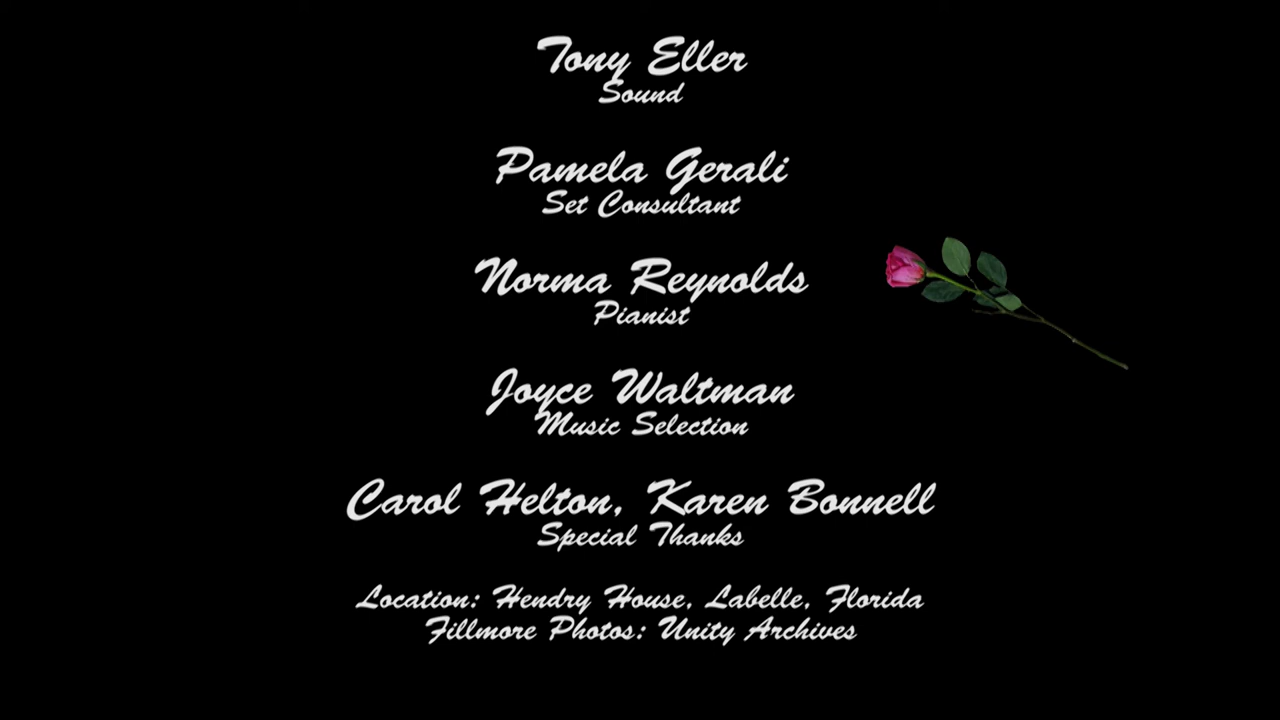 Tony Eller
Sound
Pamela Gerali
Set Consultant
Norma Reynolds
Pianist
Joyce Waltman
Music Selection
Carol Helton, Karen Bonnell
Special Thanks
Location: Hendry House, Labelle, Florida
Fillmore Photos: Unity Archives